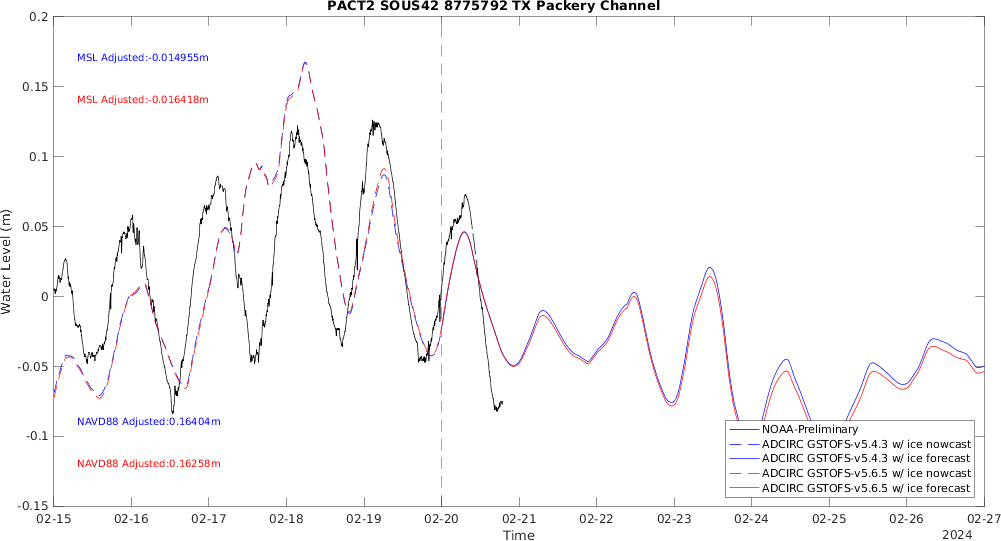 PACT2 SOUS42 8775792 TX Packery Channel
0.2
MSL Adjusted:-0.014955m
0.15
MSL Adjusted:-0.016418m
0.1
0.05
Water Level (m)
0
-0.05
NAVD88 Adjusted:0.16404m
-0.1
NAVD88 Adjusted:0.16258m
-0.15
NOAA-Preliminary
ADCIRC GSTOFS-v5.4.3 w/ ice nowcast
ADCIRC GSTOFS-v5.4.3 w/ ice forecast
ADCIRC GSTOFS-v5.6.5 w/ ice nowcast
ADCIRC GSTOFS-v5.6.5 w/ ice forecast
02-15 02-16 02-17 02-18 02-19 02-20 02-21 02-22 02-23 02-24 02-25 02-26 02-27
Time
2024